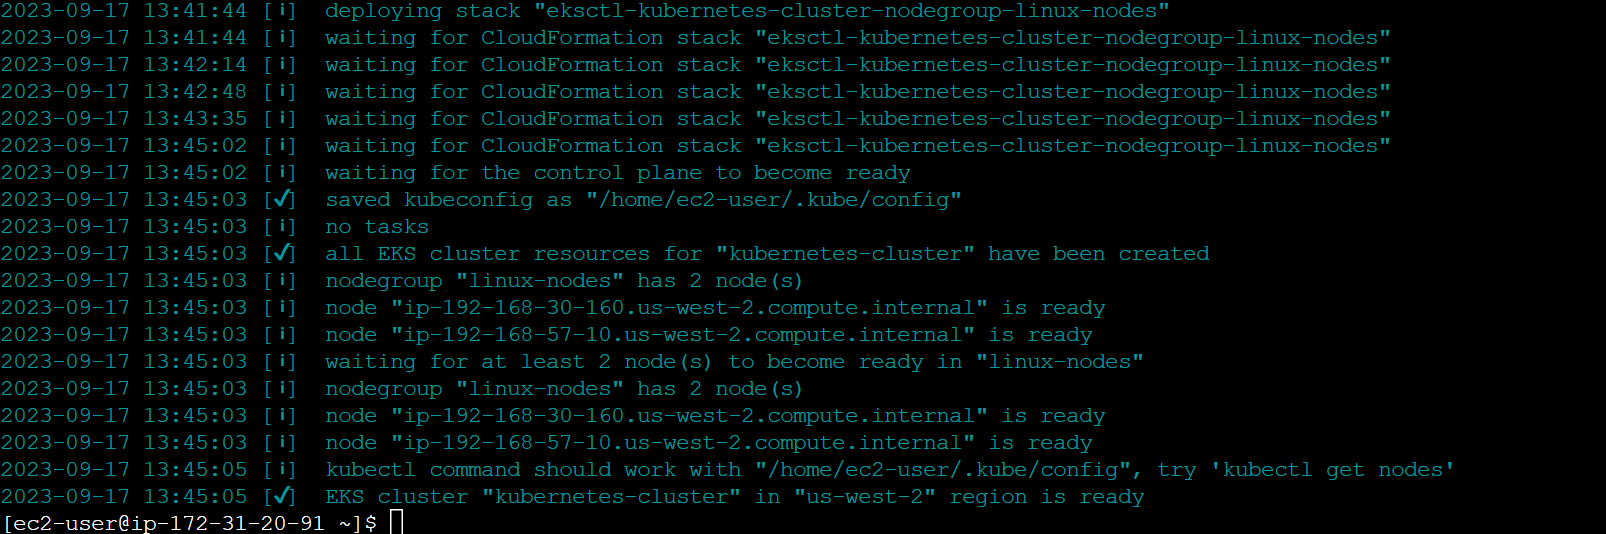 2023-09-17 13:41:44 [ℹ]  deploying stack "eksctl-kubernetes-cluster-nodegroup-linux-nodes"
2023-09-17 13:41:44 [ℹ]  waiting for CloudFormation stack "eksctl-kubernetes-cluster-nodegroup-linux-nodes"
2023-09-17 13:42:14 [ℹ]  waiting for CloudFormation stack "eksctl-kubernetes-cluster-nodegroup-linux-nodes"
2023-09-17 13:42:48 [ℹ]  waiting for CloudFormation stack "eksctl-kubernetes-cluster-nodegroup-linux-nodes"
2023-09-17 13:43:35 [ℹ]  waiting for CloudFormation stack "eksctl-kubernetes-cluster-nodegroup-linux-nodes"
2023-09-17 13:45:02 [ℹ]  waiting for CloudFormation stack "eksctl-kubernetes-cluster-nodegroup-linux-nodes"
2023-09-17 13:45:02 [ℹ]  waiting for the control plane to become ready
2023-09-17 13:45:03 [✔]  saved kubeconfig as "/home/ec2-user/.kube/config"
2023-09-17 13:45:03 [ℹ]  no tasks
2023-09-17 13:45:03 [✔]  all EKS cluster resources for "kubernetes-cluster" have been created
2023-09-17 13:45:03 [ℹ]  nodegroup "linux-nodes" has 2 node(s)
2023-09-17 13:45:03 [ℹ]  node "ip-192-168-30-160.us-west-2.compute.internal" is ready
2023-09-17 13:45:03 [ℹ]  node "ip-192-168-57-10.us-west-2.compute.internal" is ready
2023-09-17 13:45:03 [ℹ]  waiting for at least 2 node(s) to become ready in "linux-nodes"
2023-09-17 13:45:03 [ℹ]  nodegroup "linux-nodes" has 2 node(s)
2023-09-17 13:45:03 [ℹ]  node "ip-192-168-30-160.us-west-2.compute.internal" is ready
2023-09-17 13:45:03 [ℹ]  node "ip-192-168-57-10.us-west-2.compute.internal" is ready
2023-09-17 13:45:05 [ℹ]  kubectl command should work with "/home/ec2-user/.kube/config", try 'kubectl get nodes'
2023-09-17 13:45:05 [✔]  EKS cluster "kubernetes-cluster" in "us-west-2" region is ready
[ec2-user@ip-172-31-20-91 ~]$